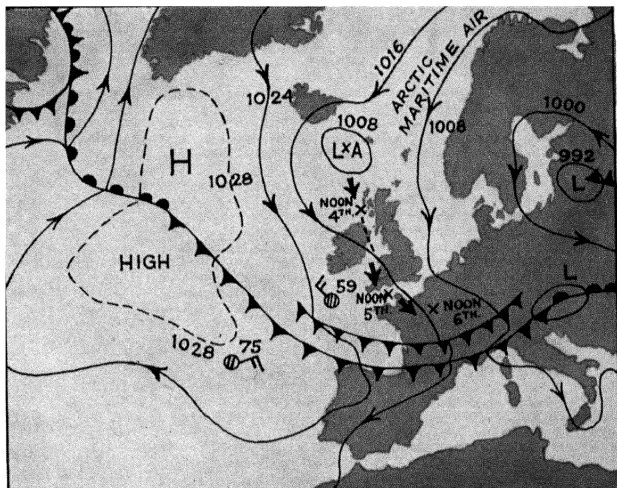 1016
ARCTIC
MARITIME AIR
1024
1008
1008
1000
L×A
992
L
H
1028
NOON
4TH.
HIGH
59
NOON
5TH.
NOON
6TH.
L
1028
75